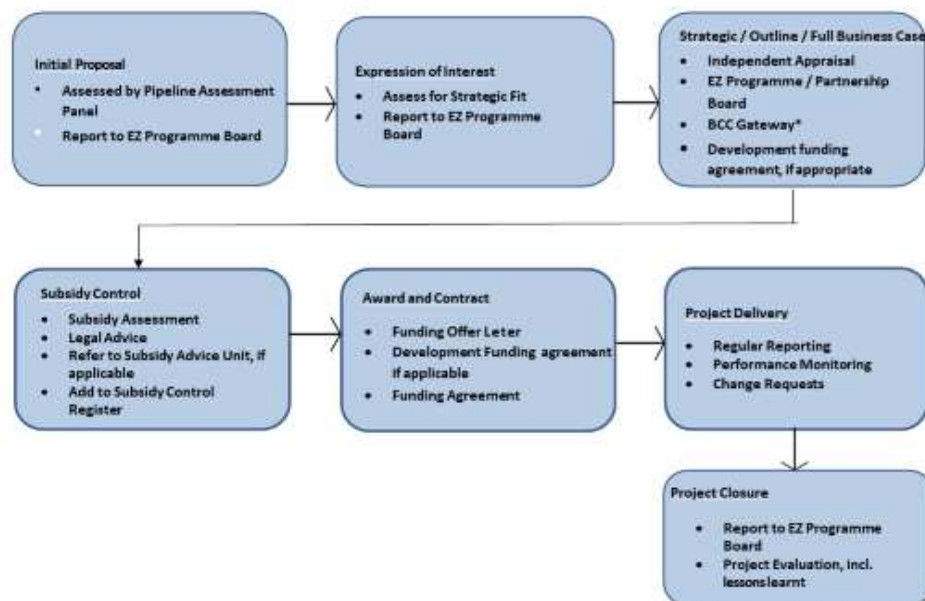 Initial Proposal
• Assessed by Pipeline Assessment
Panel
• Report to EZ Programme Board
Expression of Interest
• Assess for Strategic Fit
• Report to EZ Programme
Board
Strategic / Outline / Full Business Case
• Independent Appraisal
• EZ Programme / Partnership
Board
• BCC Gateway*
• Development funding
agreement, if appropriate
Subsidy Control
• Subsidy Assessment
• Legal Advice
• Refer to Subsidy Advice Unit, if
applicable
• Add to Subsidy Control
Register
Award and Contract
• Funding Offer Leter
• Development Funding agreement
if applicable
• Funding Agreement
Project Delivery
• Regular Reporting
• Performance Monitoring
• Change Requests
Project Closure
• Report to EZ Programme
Board
• Project Evaluation, incl.
lessons learnt